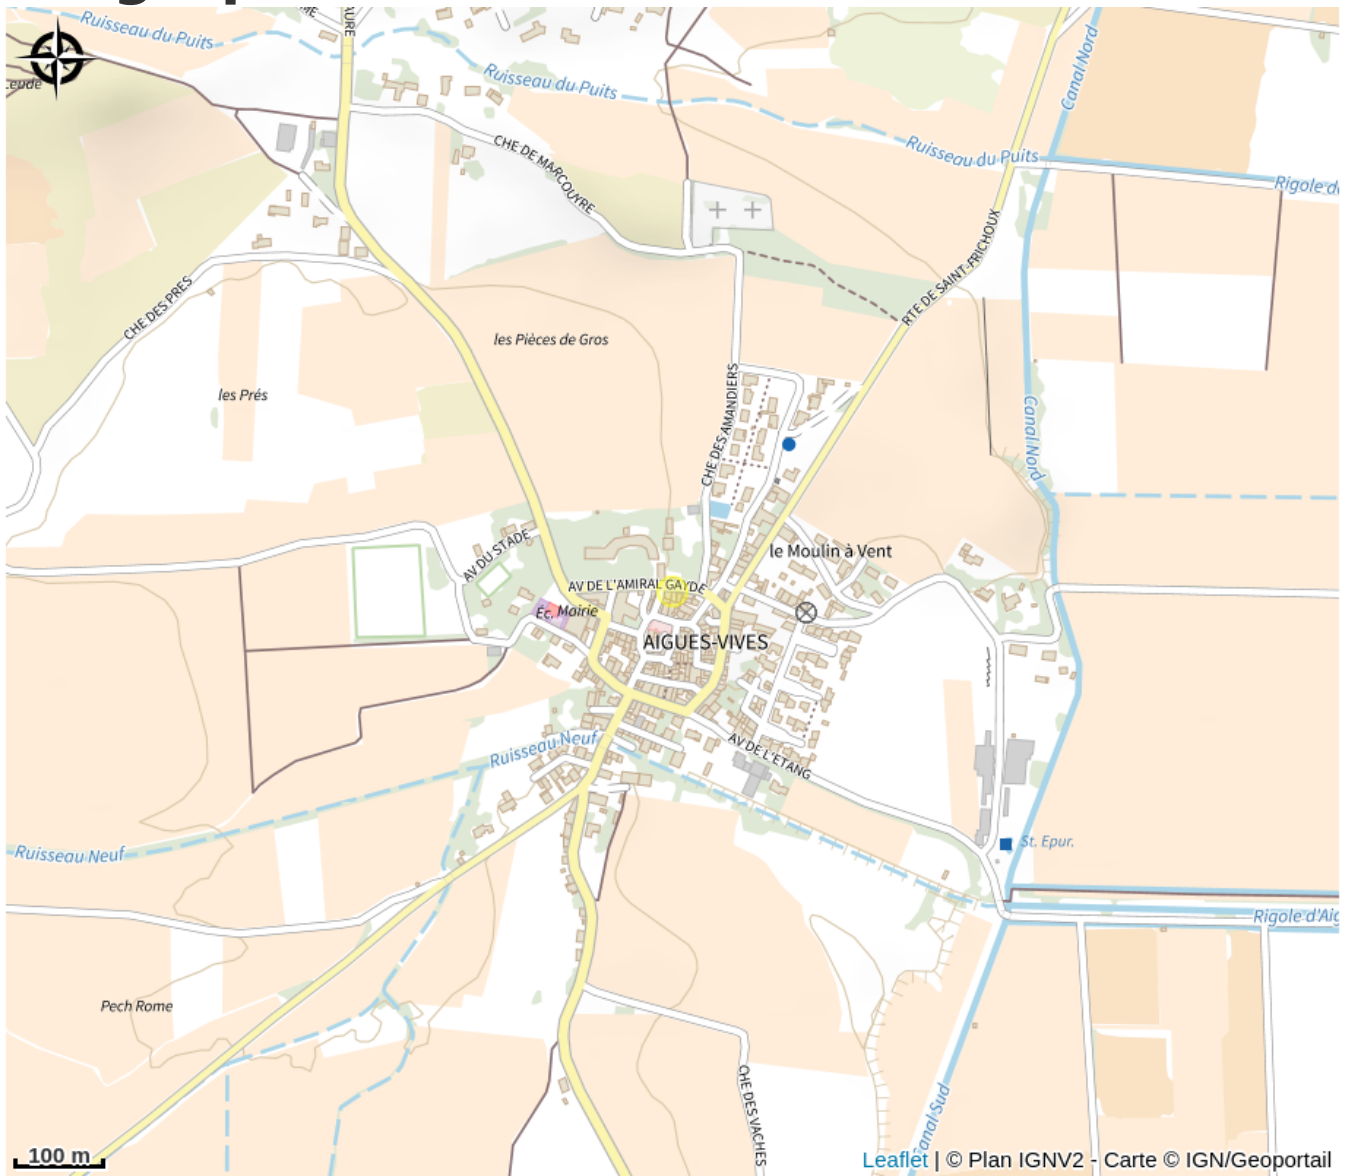 AURE
Ruisseau du Puits
Canal Nord
Ruisseau du Puits
CHE DE MARCOUYRE
Ruisseau du Puits
RTE DE SAINT-FRICHOUX
CHE DES PRES
les Pièces de Gros
les Prés
CHE DES AMANDIERS
Canal Nord
AV DU STADE
le Moulin à Vent
AV DE L'AMIRAL GAYDE
Éc. Mairie
AIGUES-VIVES
Ruisseau Neuf
AV DE L'ETANG
Ruisseau Neuf
St. Epur.
Rigole d'Aig
Pech Rome
CHE DES VACHES
anal Sud
100 m
Leaflet | © Plan IGNV2 - Carte © IGN/Geoportail